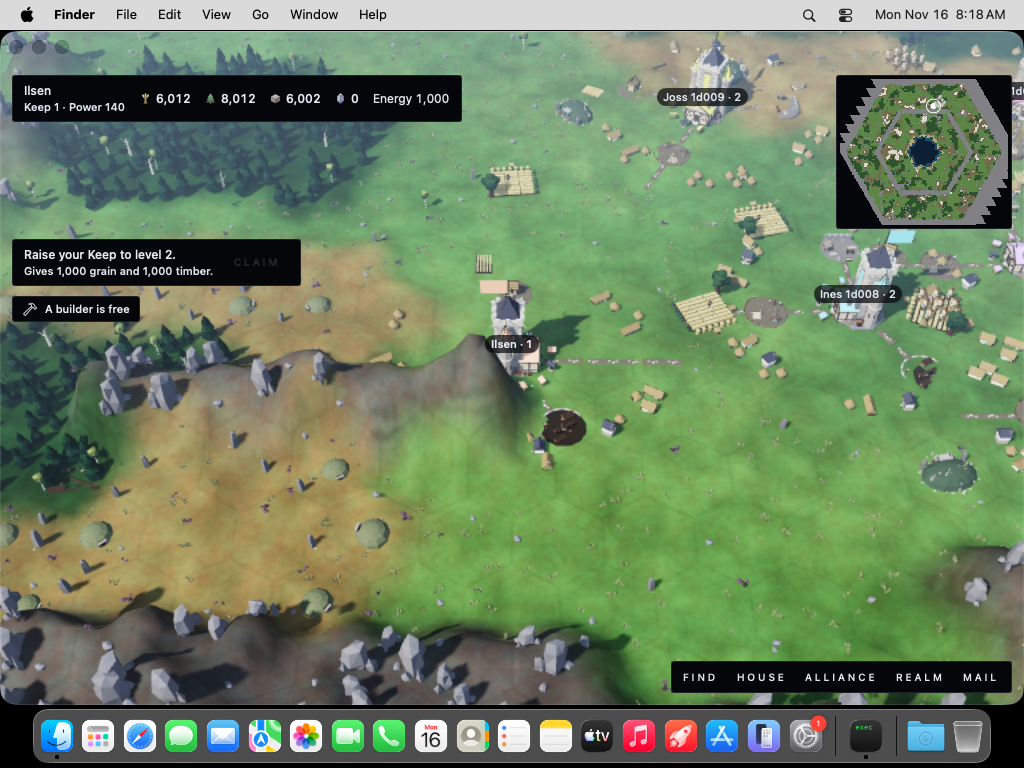 Finder File Edit View Go Window Help Mon Nov 16 8:18 AM
Ilsen
Keep 1 · Power 140
6,012 8,012 6,002 0 Energy 1,000
Joss 1d009 · 2
Raise your Keep to level 2.
Gives 1,000 grain and 1,000 timber.
CLAIM
A builder is free
Ines 1d008 · 2
Ilsen · 1
FIND HOUSE ALLIANCE REALM MAIL
Mon
16
tv
1
exec